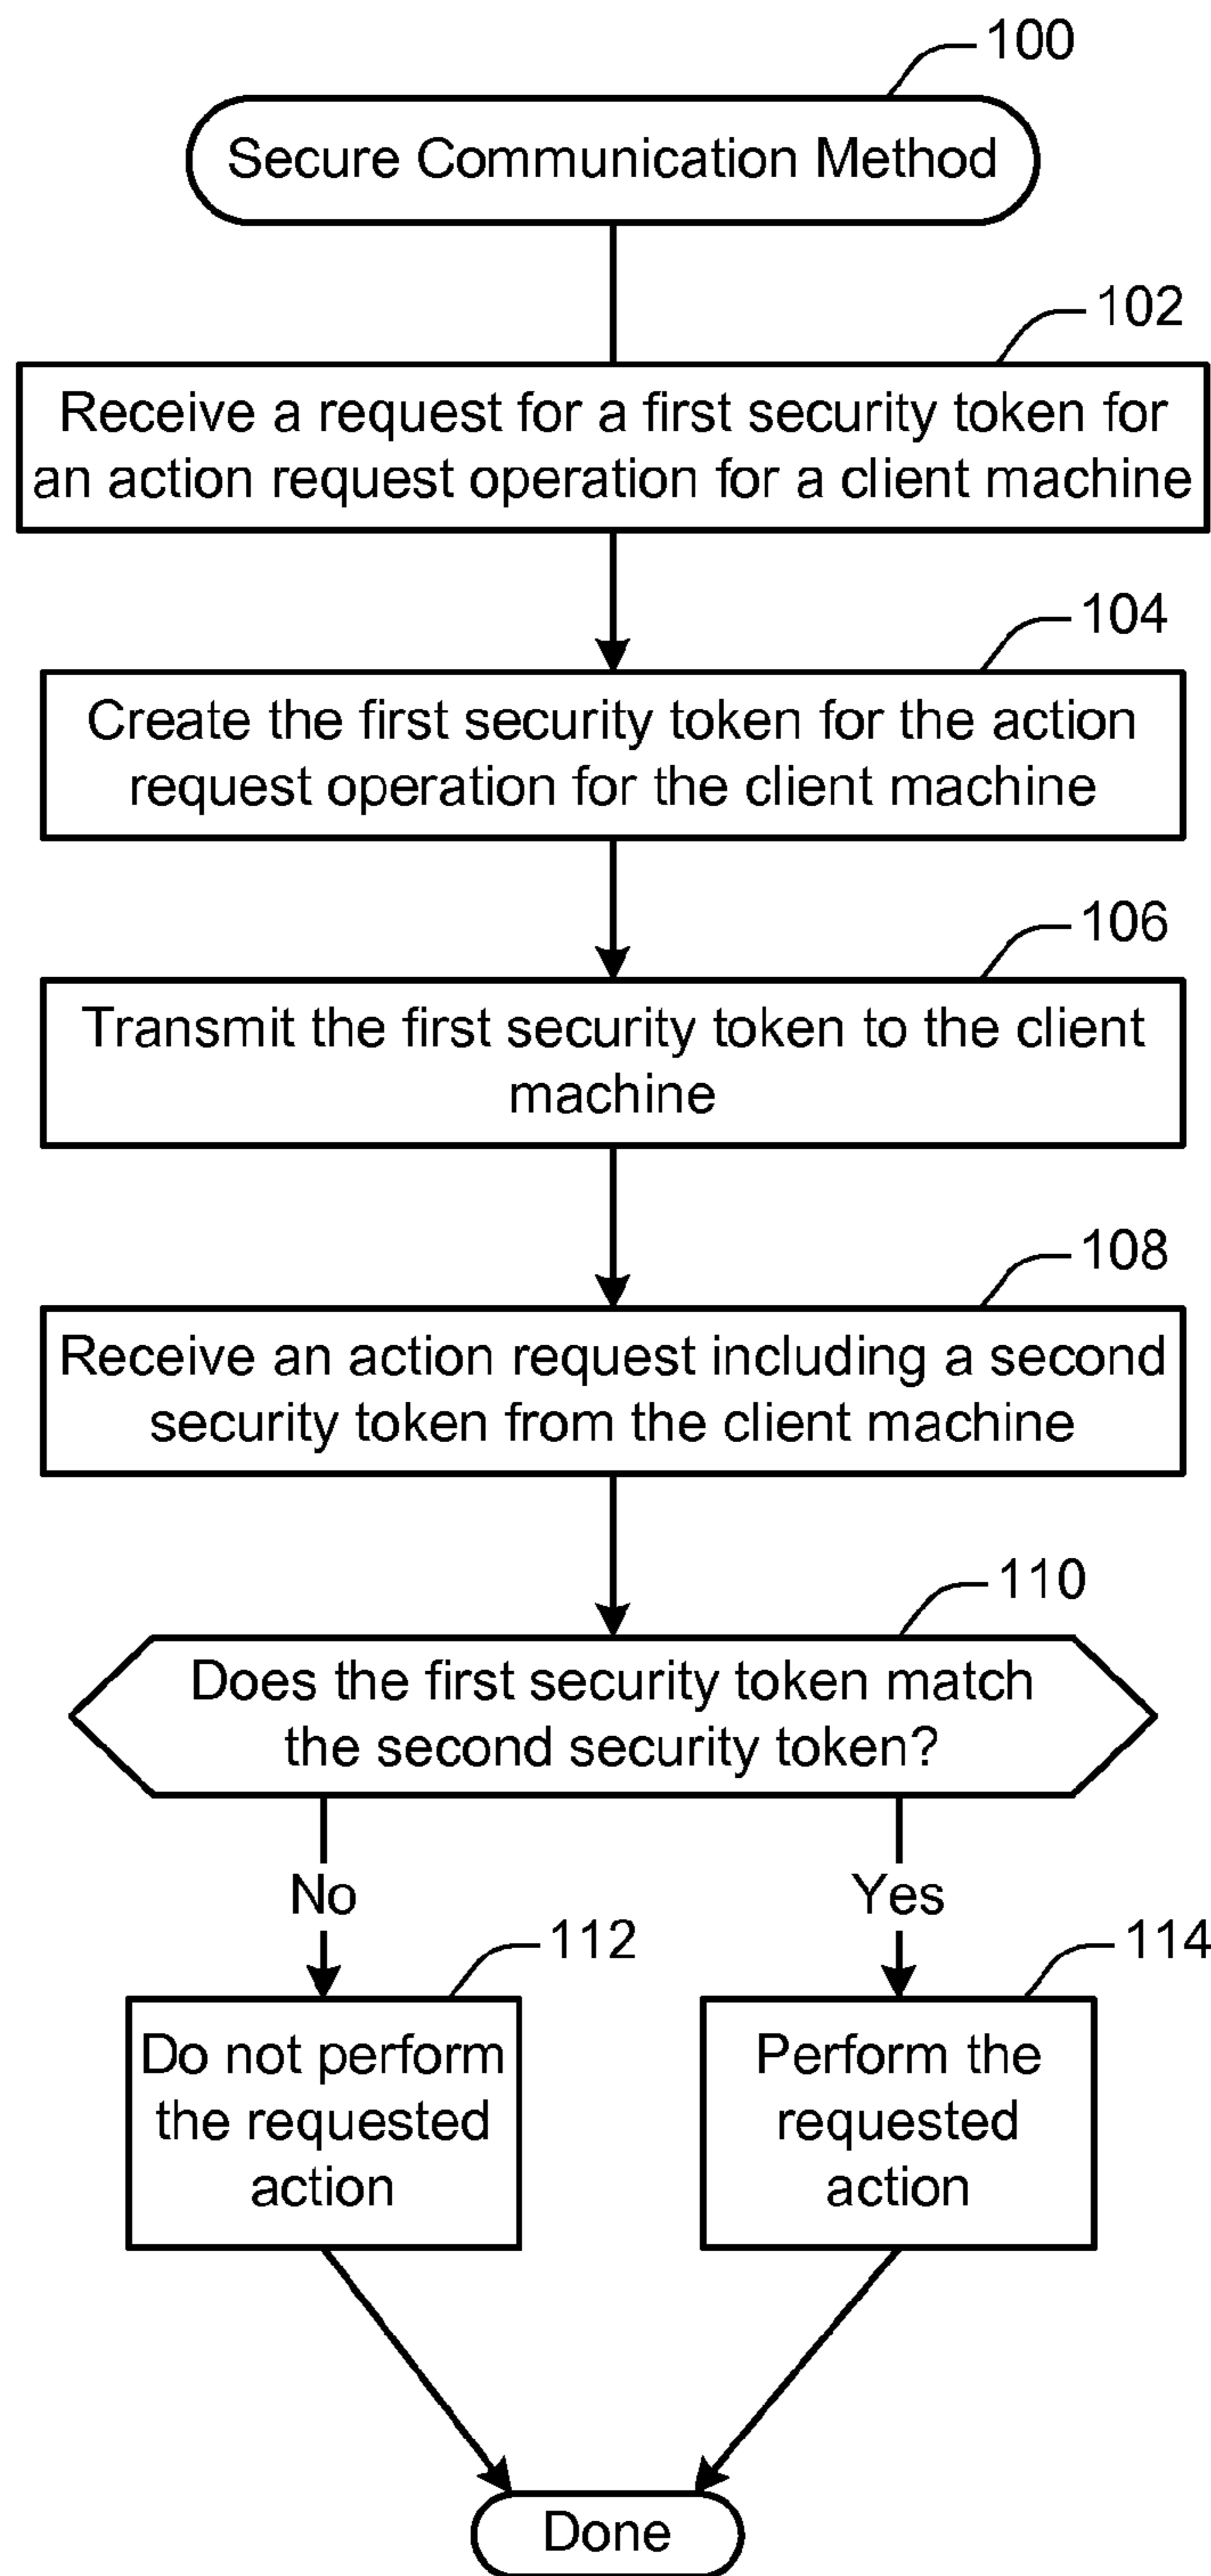 100
Secure Communication Method
102
Receive a request for a first security token for
an action request operation for a client machine
104
Create the first security token for the action
request operation for the client machine
106
Transmit the first security token to the client
machine
108
Receive an action request including a second
security token from the client machine
110
Does the first security token match
the second security token?
No
Yes
112
114
Do not perform
the requested
action
Perform the
requested
action
Done